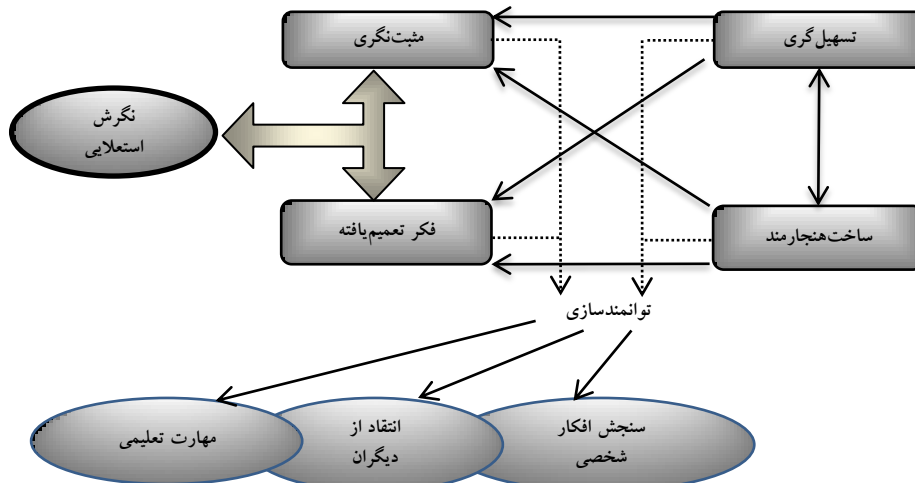 تسهیل‌گری
مثبت‌نگری
نگرش
استعلایی
ساخت‌هنجارمند
فکر تعمیم‌یافته
توانمندسازی
سنجش افکار
شخصی
انتقاد از
دیگران
مهارت تعلیمی